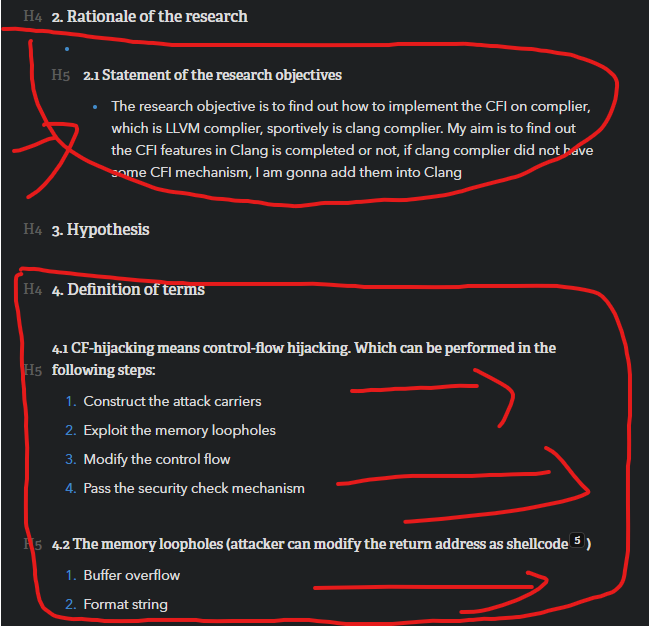 H4 2. Rationale of the research
H5 2.1 Statement of the research objectives
The research objective is to find out how to implement the CFI on complier,
which is LLVM complier, sportively is clang complier. My aim is to find out
the CFI features in Clang is completed or not, if clang complier did not have
some CFI mechanism, I am gonna add them into Clang
H4 3. Hypothesis
H4 4. Definition of terms
4.1 CF-hijacking means control-flow hijacking. Which can be performed in the
H5 following steps:
1. Construct the attack carriers
2. Exploit the memory loopholes
3. Modify the control flow
4. Pass the security check mechanism
H5 4.2 The memory loopholes (attacker can modify the return address as shellcode 5 )
1. Buffer overflow
2. Format string